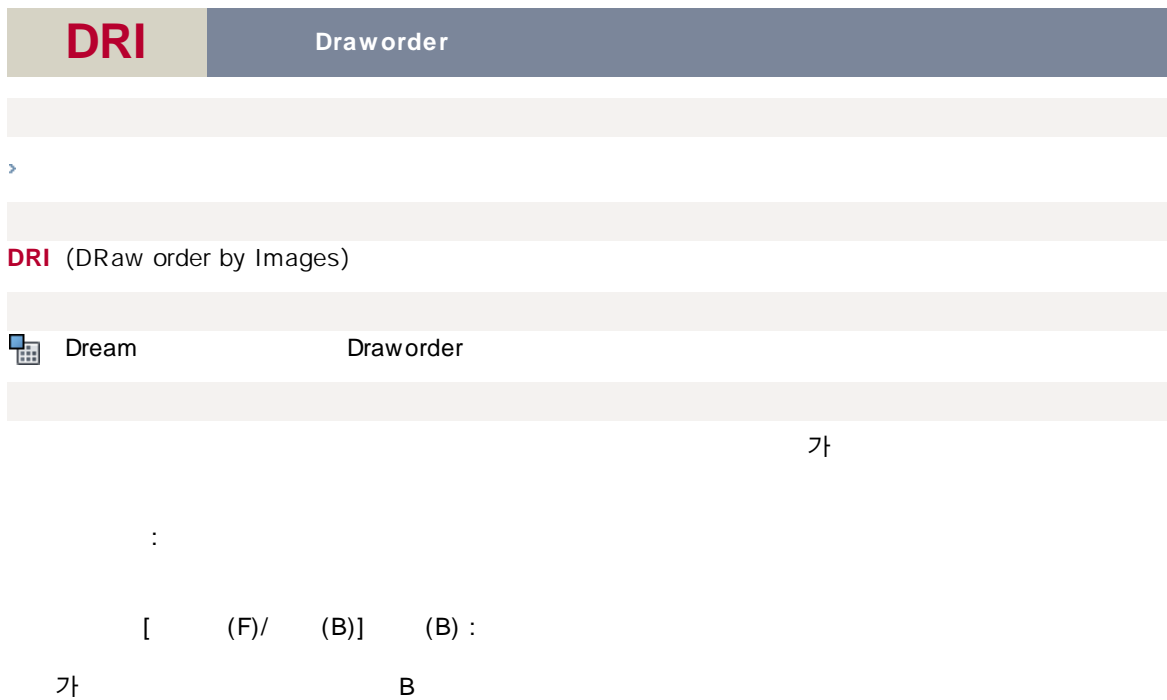 DRI Draworder
DRI (DRaw order by Images)
Dream Draworder
가
:
[ (F)/ (B)] (B) :
가 B